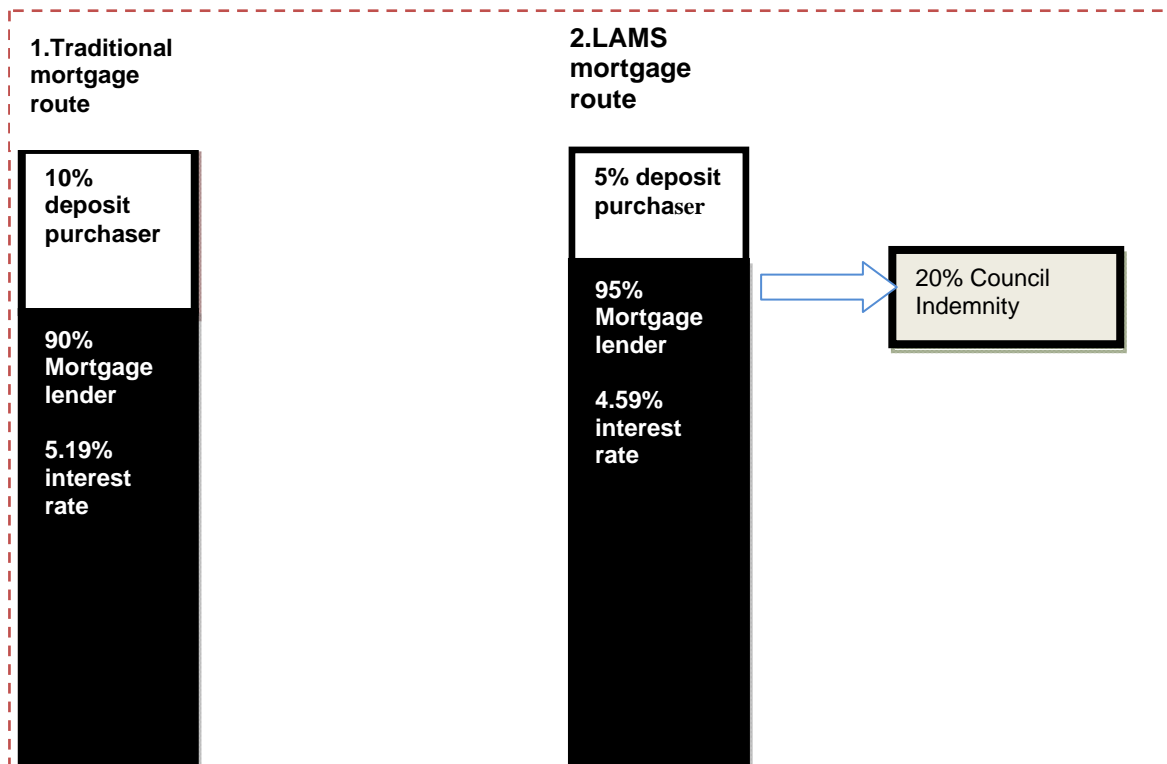 1.Traditional
mortgage
route
10%
deposit
purchaser
90%
Mortgage
lender
5.19%
interest
rate
2.LAMS
mortgage
route
5% deposit
purchaser
95%
Mortgage
lender
4.59%
interest
rate
20% Council
Indemnity